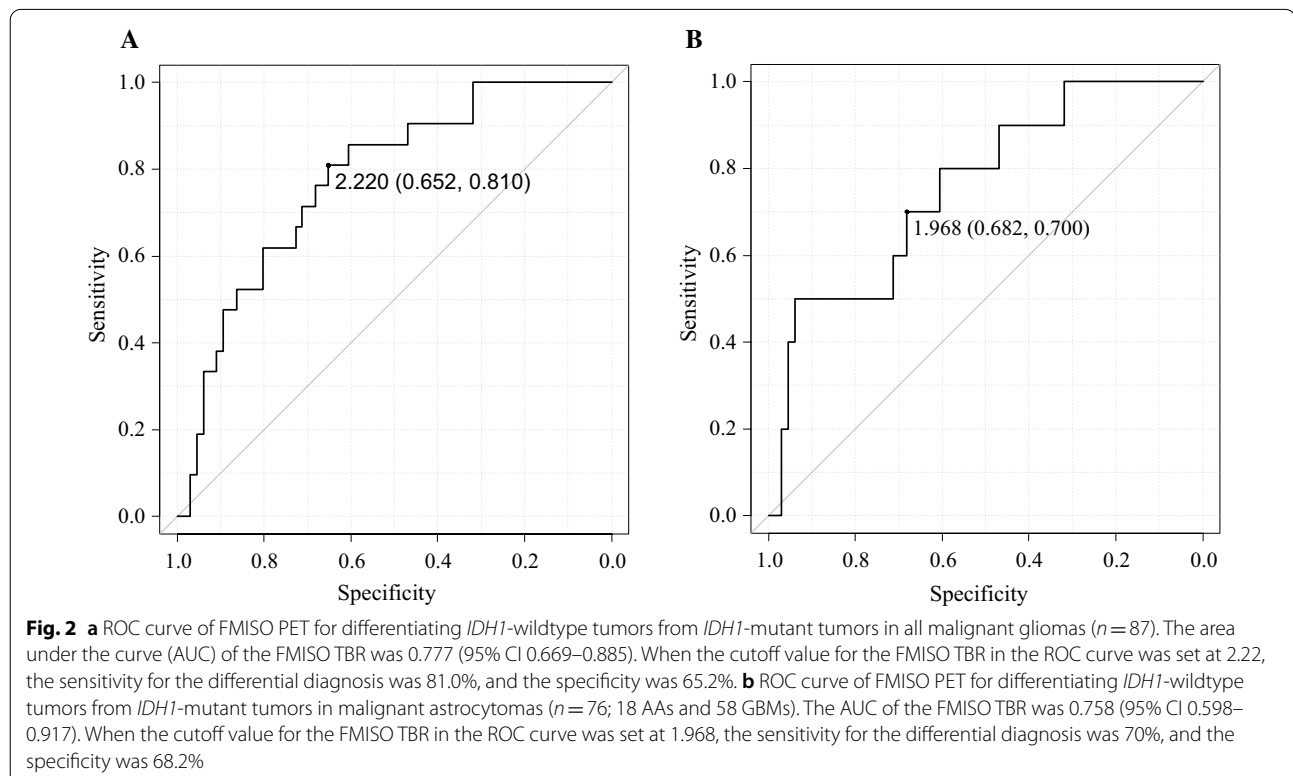 A
B
1.0
0.8
0.6
0.4
0.2
0.0
Sensitivity
2.220 (0.652, 0.810)
1.0 0.8 0.6 0.4 0.2 0.0
Specificity
1.0
0.8
0.6
0.4
0.2
0.0
Sensitivity
1.968 (0.682, 0.700)
1.0 0.8 0.6 0.4 0.2 0.0
Specificity
Fig. 2 a ROC curve of FMISO PET for differentiating IDH1-wildtype tumors from IDH1-mutant tumors in all malignant gliomas (n = 87). The area
under the curve (AUC) of the FMISO TBR was 0.777 (95% CI 0.669–0.885). When the cutoff value for the FMISO TBR in the ROC curve was set at 2.22,
the sensitivity for the differential diagnosis was 81.0%, and the specificity was 65.2%. b ROC curve of FMISO PET for differentiating IDH1-wildtype
tumors from IDH1-mutant tumors in malignant astrocytomas (n = 76; 18 AAs and 58 GBMs). The AUC of the FMISO TBR was 0.758 (95% CI 0.598–
0.917). When the cutoff value for the FMISO TBR in the ROC curve was set at 1.968, the sensitivity for the differential diagnosis was 70%, and the
specificity was 68.2%